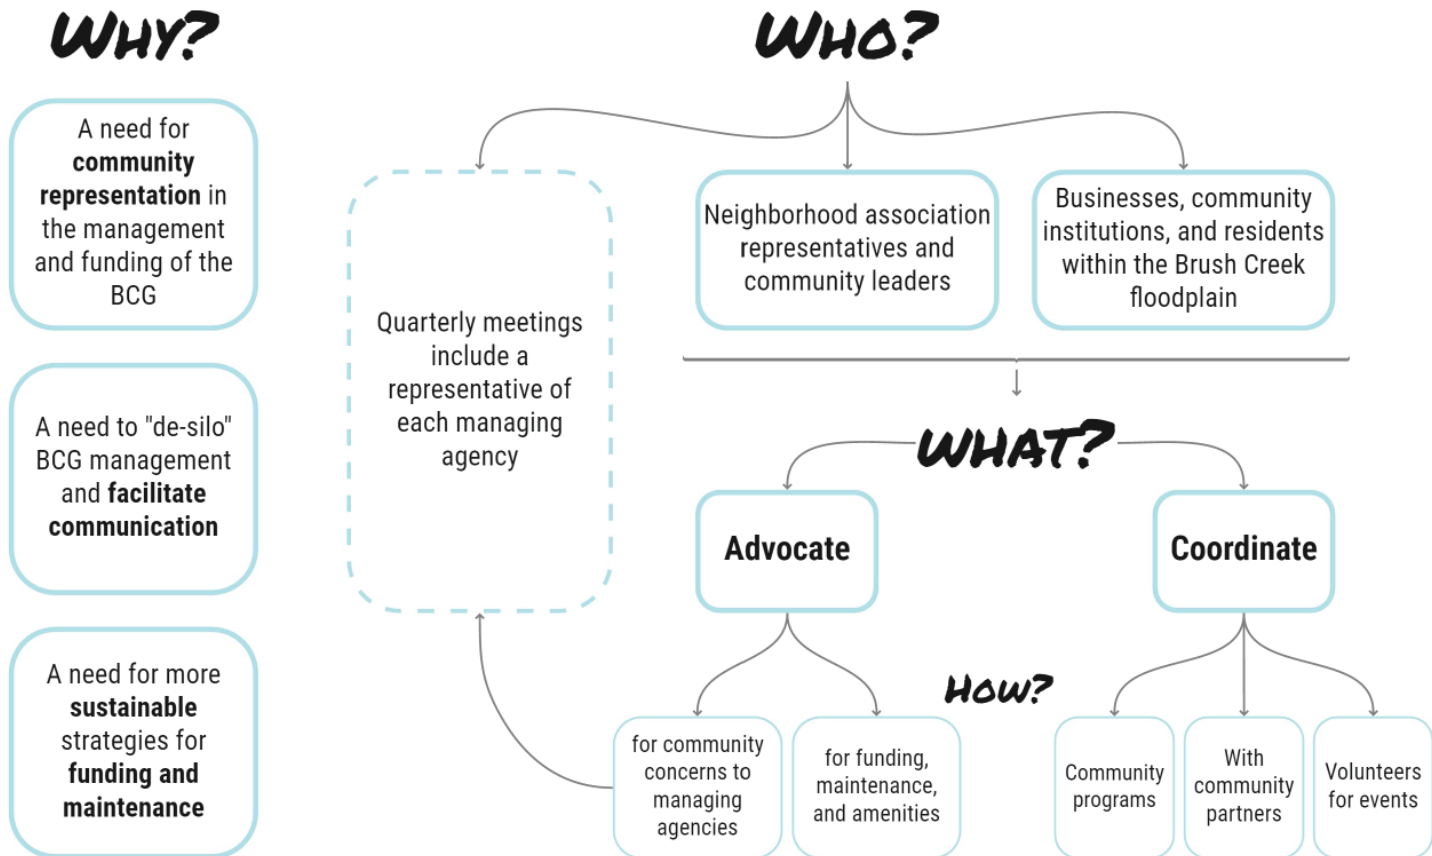 WHY?
A need for
community
representation in
the management
and funding of the
BCG
A need to "de-silo"
BCG management
and facilitate
communication
A need for more
sustainable
strategies for
funding and
maintenance
WHO?
Quarterly meetings
include a
representative of
each managing
agency
Neighborhood association
representatives and
community leaders
Businesses, community
institutions, and residents
within the Brush Creek
floodplain
WHAT?
Advocate
Coordinate
HOW?
for community
concerns to
managing
agencies
for funding,
maintenance,
and amenities
Community
programs
With
community
partners
Volunteers
for events